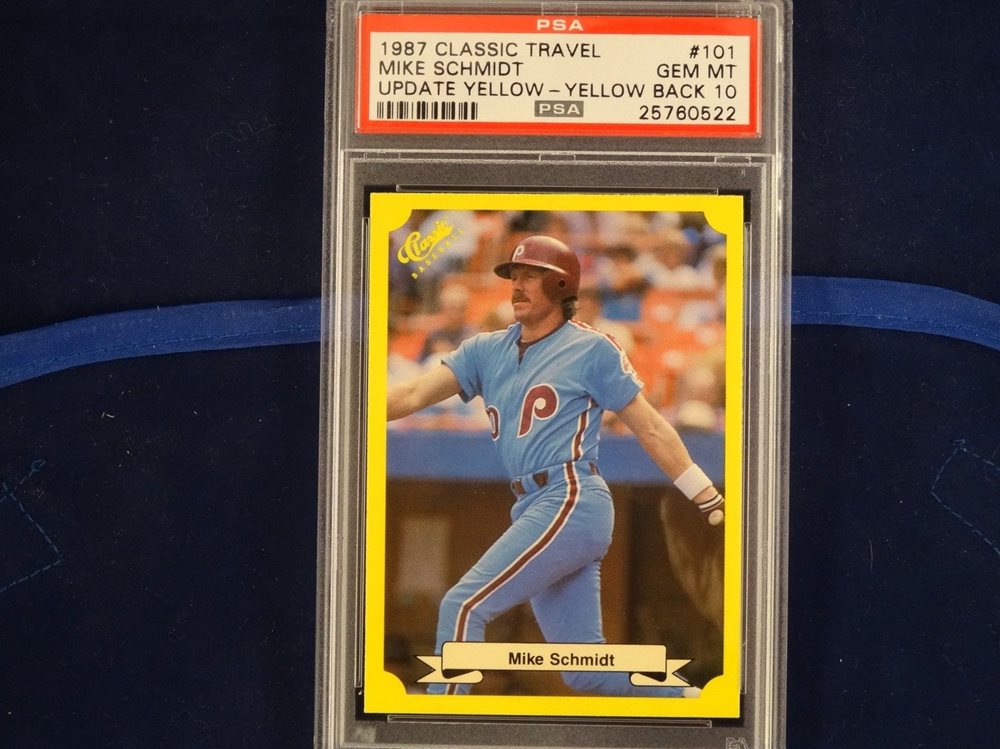 PSA
1987 CLASSIC TRAVEL #101
MIKE SCHMIDT GEM MT
UPDATE YELLOW-YELLOW BACK 10
PSA 25760522
Classic
BASEBALL
P
P
Mike Schmidt